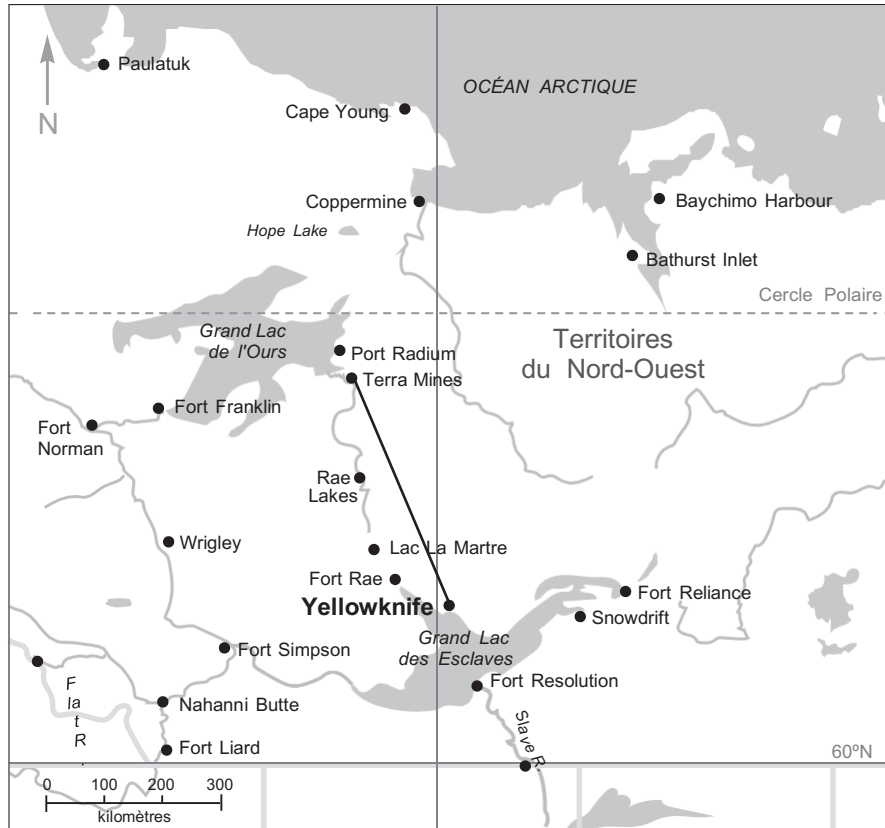 Paulatuk
N
OCÉAN ARCTIQUE
Cape Young
Coppermine
Baychimo Harbour
Hope Lake
Bathurst Inlet
Cercle Polaire
Grand Lac
de l'Ours
Territoires
du Nord-Ouest
Port Radium
Terra Mines
Fort Franklin
Fort
Norman
Rae
Lakes
Wrigley
Lac La Martre
Fort Rae
Fort Reliance
Yellowknife
Snowdrift
Grand Lac
des Esclaves
Fort Simpson
Fort Resolution
Flat R.
Nahanni Butte
Slave R.
Fort Liard
60ºN
0 100 200 300
kilomètres